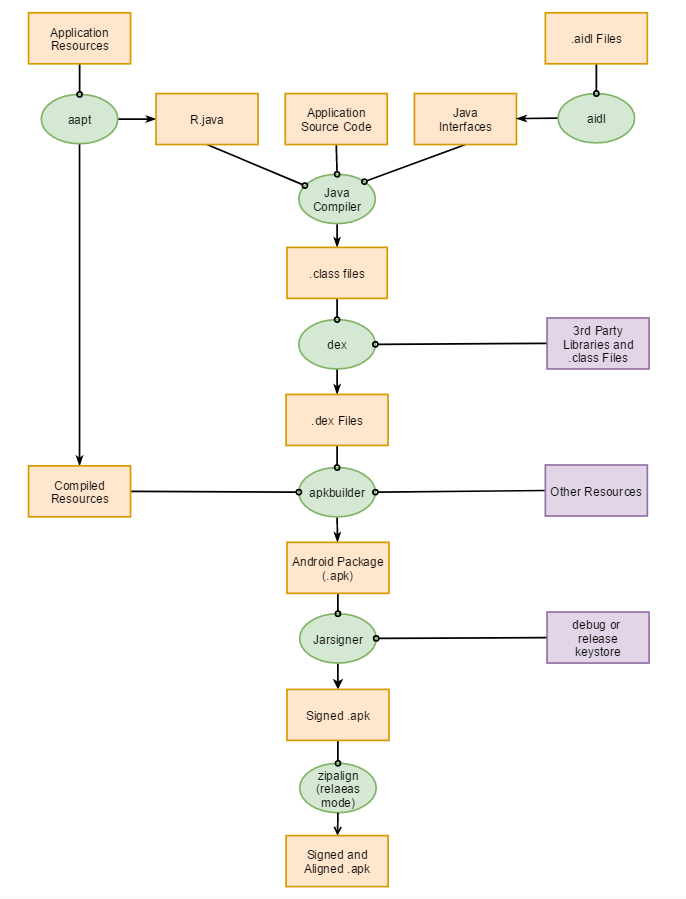 Application
Resources
.aidl Files
aapt
R.java
Application
Source Code
Java
Interfaces
aidl
Java
Compiler
.class files
dex
3rd Party
Libraries and
.class Files
.dex Files
Compiled
Resources
apkbuilder
Other Resources
Android Package
(.apk)
Jarsigner
debug or
release
keystore
Signed .apk
zipalign
(relaeas
mode)
Signed and
Aligned .apk